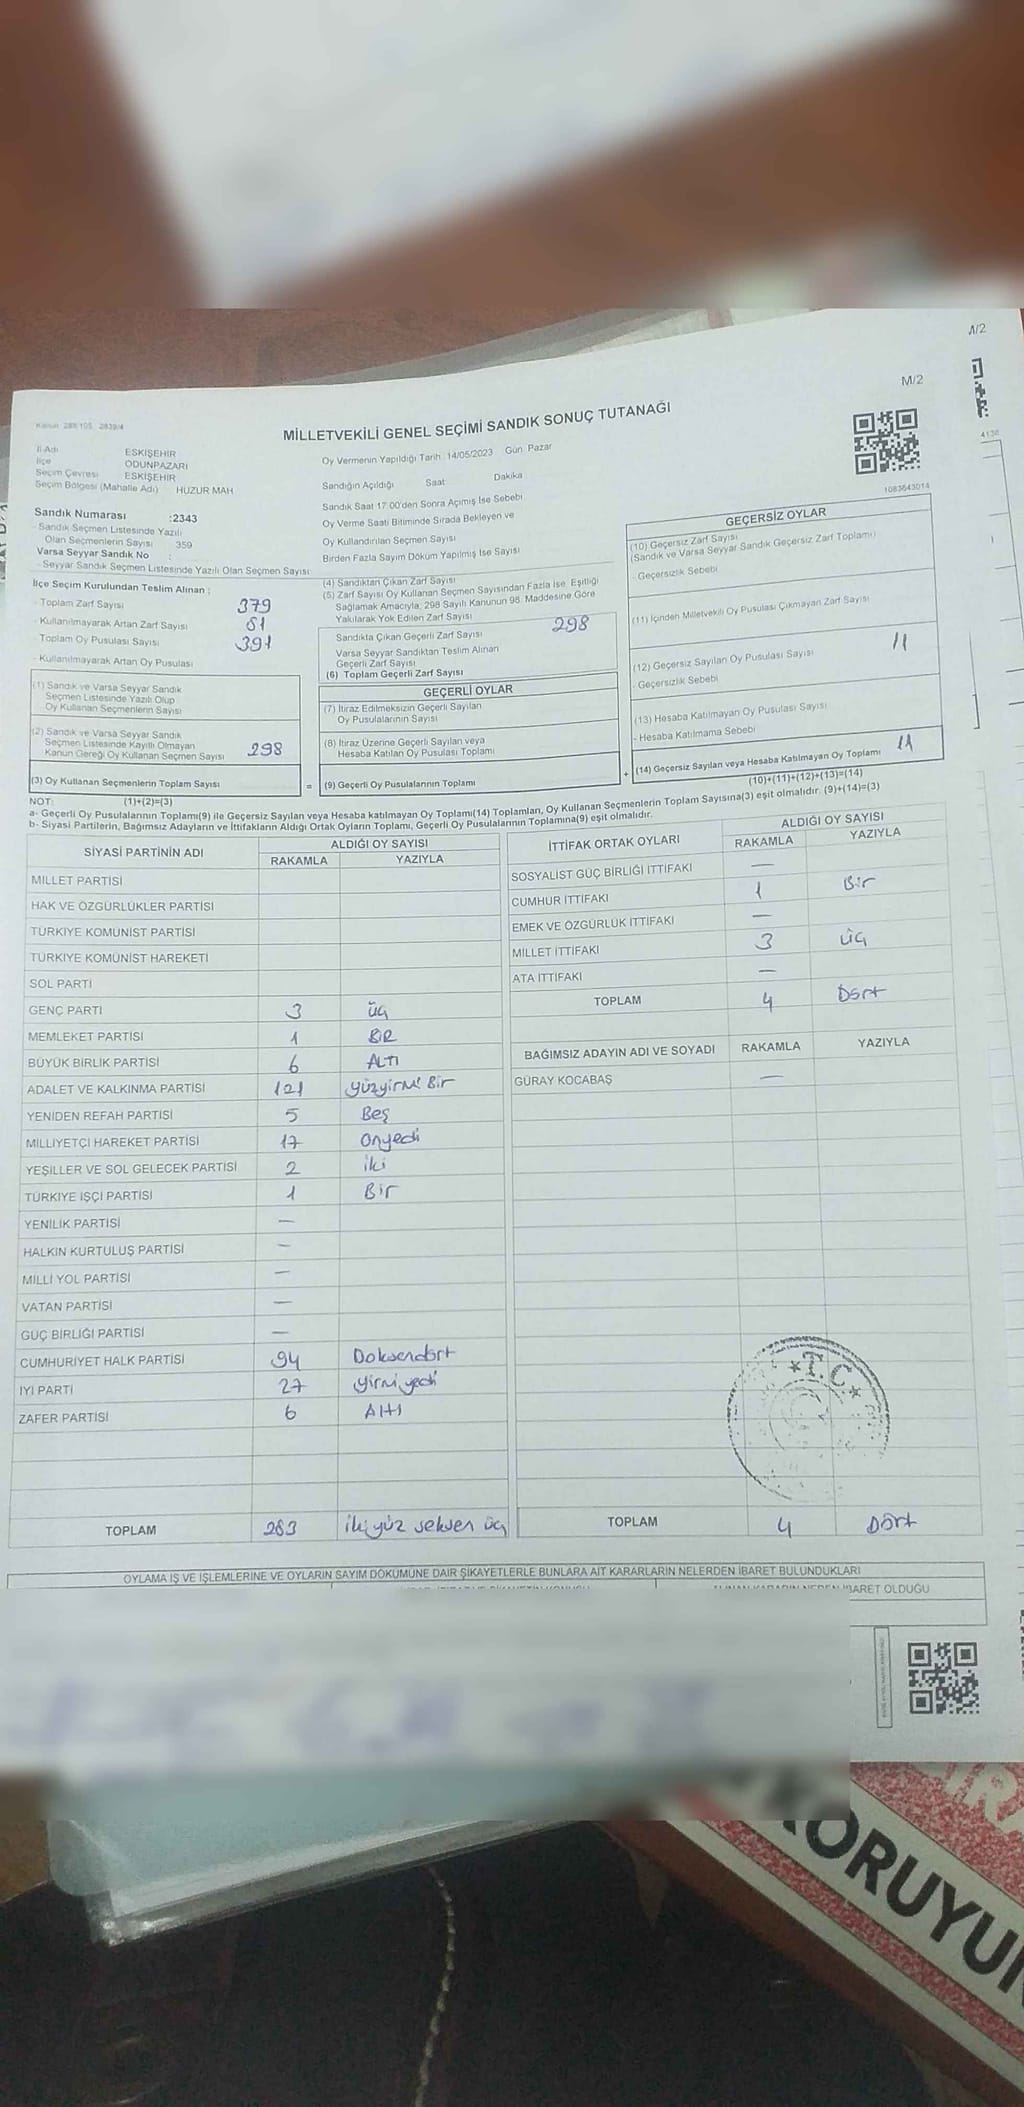 A/2
M/2
Kanun 288/105 2839/4
MİLLETVEKİLİ GENEL SEÇİMİ SANDIK SONUÇ TUTANAĞI
İl Adı ESKİŞEHİR
İlçe ODUNPAZARI
Seçim Çevresi ESKİŞEHİR
Seçim Bölgesi (Mahalle Adı) HUZUR MAH
Sandık Numarası :2343
- Sandık Seçmen Listesinde Yazılı
Olan Seçmenlerin Sayısı 359
Varsa Seyyar Sandık No :
- Seyyar Sandık Seçmen Listesinde Yazılı Olan Seçmen Sayısı
Oy Vermenin Yapıldığı Tarih :14/05/2023 Gün: Pazar
Sandığın Açıldığı Saat Dakika
Sandık Saat 17:00'den Sonra Açımış İse Sebebi
Oy Verme Saati Bitiminde Sırada Bekleyen ve
Oy Kullandırılan Seçmen Sayısı
Birden Fazla Sayım Döküm Yapılmış İse Sayısı
4130
1083643014
İlçe Seçim Kurulundan Teslim Alınan :
- Toplam Zarf Sayısı 379
- Kullanılmayarak Artan Zarf Sayısı 81
- Toplam Oy Pusulası Sayısı 391
- Kullanılmayarak Artan Oy Pusulası
(1) Sandık ve Varsa Seyyar Sandık
Seçmen Listesinde Yazılı Olup
Oy Kullanan Seçmenlerin Sayısı
(2) Sandık ve Varsa Seyyar Sandık
Seçmen Listesinde Kayıtlı Olmayan
Kanun Gereği Oy Kullanan Seçmen Sayısı 298
(3) Oy Kullanan Seçmenlerin Toplam Sayısı
(4) Sandıktan Çıkan Zarf Sayısı
(5) Zarf Sayısı Oy Kullanan Seçmen Sayısından Fazla İse. Eşitliği
Sağlamak Amacıyla, 298 Sayılı Kanunun 98. Maddesine Göre
Yakılarak Yok Edilen Zarf Sayısı
Sandıkta Çıkan Geçerli Zarf Sayısı 298
Varsa Seyyar Sandıktan Teslim Alınan
Geçerli Zarf Sayısı
(6) Toplam Geçerli Zarf Sayısı
GEÇERLİ OYLAR
(7) İtiraz Edilmeksizin Geçerli Sayılan
Oy Pusulalarının Sayısı
(8) İtiraz Üzerine Geçerli Sayılan veya
Hesaba Katılan Oy Pusulası Toplamı
= (9) Geçerli Oy Pusulalarının Toplamı
GEÇERSİZ OYLAR
(10) Geçersiz Zarf Sayısı
(Sandık ve Varsa Seyyar Sandık Geçersiz Zarf Toplamı)
- Geçersizlik Sebebi
(11) İçinden Milletvekili Oy Pusulası Çıkmayan Zarf Sayısı
(12) Geçersiz Sayılan Oy Pusulası Sayısı 11
- Geçersizlik Sebebi
(13) Hesaba Katılmayan Oy Pusulası Sayısı
- Hesaba Katılmama Sebebi
+ (14) Geçersiz Sayılan veya Hesaba Katılmayan Oy Toplamı 11
(10)+(11)+(12)+(13)=(14)
NOT: (1)+(2)=(3)
a- Geçerli Oy Pusulalarının Toplamı(9) ile Geçersiz Sayılan veya Hesaba katılmayan Oy Toplamı(14) Toplamları, Oy Kullanan Seçmenlerin Toplam Sayısına(3) eşit olmalıdır. (9)+(14)=(3)
b- Siyasi Partilerin, Bağımsız Adayların ve İttifakların Aldığı Ortak Oyların Toplamı, Geçerli Oy Pusulalarının Toplamına(9) eşit olmalıdır.
SİYASİ PARTİNİN ADI ALDIĞI OY SAYISI
RAKAMLA YAZIYLA
MİLLET PARTİSİ
HAK VE ÖZGÜRLÜKLER PARTİSİ
TÜRKİYE KOMÜNİST PARTİSİ
TÜRKİYE KOMÜNİST HAREKETİ
SOL PARTİ
GENÇ PARTİ 3 üç
MEMLEKET PARTİSİ 1 BİR
BÜYÜK BİRLİK PARTİSİ 6 ALTI
ADALET VE KALKINMA PARTİSİ 121 yüzyirmi Bir
YENİDEN REFAH PARTİSİ 5 Beş
MİLLİYETÇİ HAREKET PARTİSİ 17 Onyedi
YEŞİLLER VE SOL GELECEK PARTİSİ 2 iki
TÜRKİYE İŞÇİ PARTİSİ 1 Bir
YENİLİK PARTİSİ —
HALKIN KURTULUŞ PARTİSİ —
MİLLİ YOL PARTİSİ —
VATAN PARTİSİ —
GÜÇ BİRLİĞİ PARTİSİ —
CUMHURİYET HALK PARTİSİ 94 Doksendört
İYİ PARTİ 27 yirmi yedi
ZAFER PARTİSİ 6 Altı
TOPLAM 283 iki yüz seksen üç
İTTİFAK ORTAK OYLARI ALDIĞI OY SAYISI
RAKAMLA YAZIYLA
SOSYALİST GÜÇ BİRLİĞİ İTTİFAKI —
CUMHUR İTTİFAKI 1 Bir
EMEK VE ÖZGÜRLÜK İTTİFAKI —
MİLLET İTTİFAKI 3 üç
ATA İTTİFAKI —
TOPLAM 4 Dört
BAĞIMSIZ ADAYIN ADI VE SOYADI RAKAMLA YAZIYLA
GÜRAY KOCABAŞ —
★T.C★
TOPLAM 4 Dört
OYLAMA İŞ VE İŞLEMLERİNE VE OYLARIN SAYIM DÖKÜMÜNE DAİR ŞİKAYETLERLE BUNLARA AİT KARARLARIN NELERDEN İBARET BULUNDUKLARI
İBARET OLDUĞU
KORUYUN